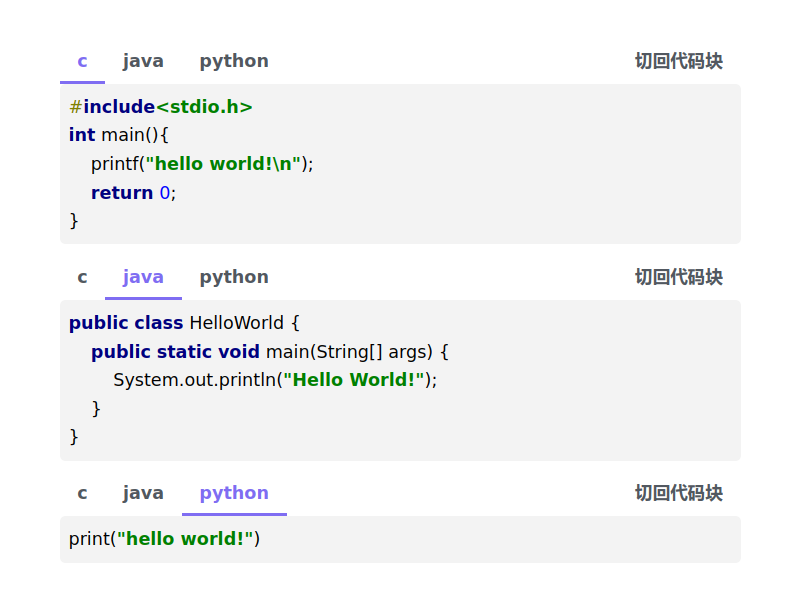 c java python 切回代码块
#include<stdio.h>
int main(){
    printf("hello world!\n");
    return 0;
}
c java python 切回代码块
public class HelloWorld {
    public static void main(String[] args) {
        System.out.println("Hello World!");
    }
}
c java python 切回代码块
print("hello world!")